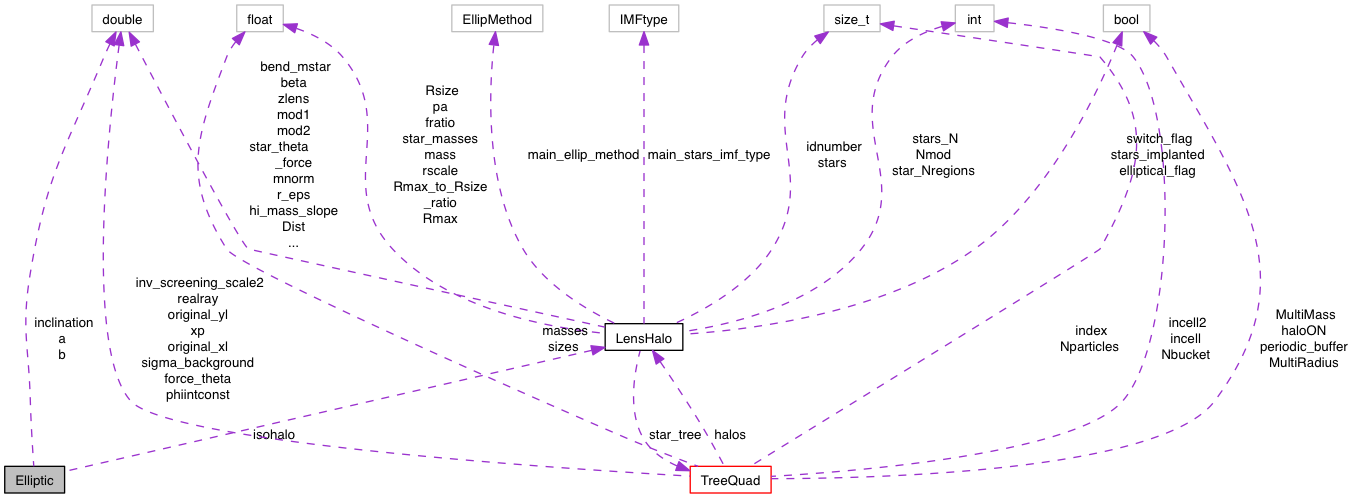 double
float
EllipMethod
IMFtype
size_t
int
bool
bend_mstar
beta
zlens
mod1
mod2
star_theta
_force
mnorm
r_eps
hi_mass_slope
Dist
...
Rsize
pa
fratio
star_masses
mass
rscale
Rmax_to_Rsize
_ratio
Rmax
main_ellip_method
main_stars_imf_type
idnumber
stars
stars_N
Nmod
star_Nregions
switch_flag
stars_implanted
elliptical_flag
inclination
a
b
inv_screening_scale2
realray
original_yl
xp
original_xl
sigma_background
force_theta
phiintconst
masses
sizes
LensHalo
index
Nparticles
incell2
incell
Nbucket
MultiMass
haloON
periodic_buffer
MultiRadius
isohalo
star_tree
halos
Elliptic
TreeQuad